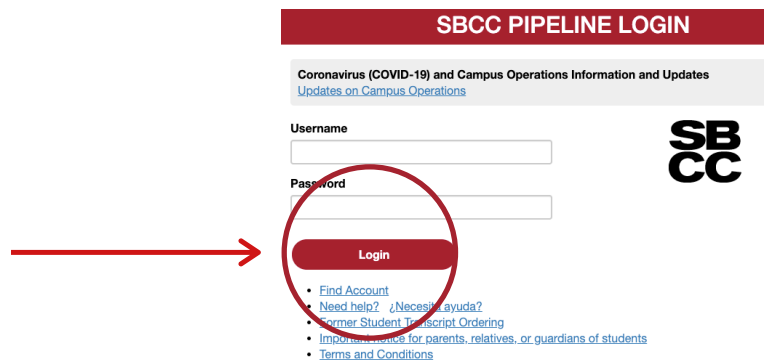 SBCC PIPELINE LOGIN
Coronavirus (COVID-19) and Campus Operations Information and Updates
Updates on Campus Operations
Username
SB
CC
Password
Login
Find Account
Need help? ¿Necesita ayuda?
Former Student Transcript Ordering
Important notice for parents, relatives, or guardians of students
Terms and Conditions